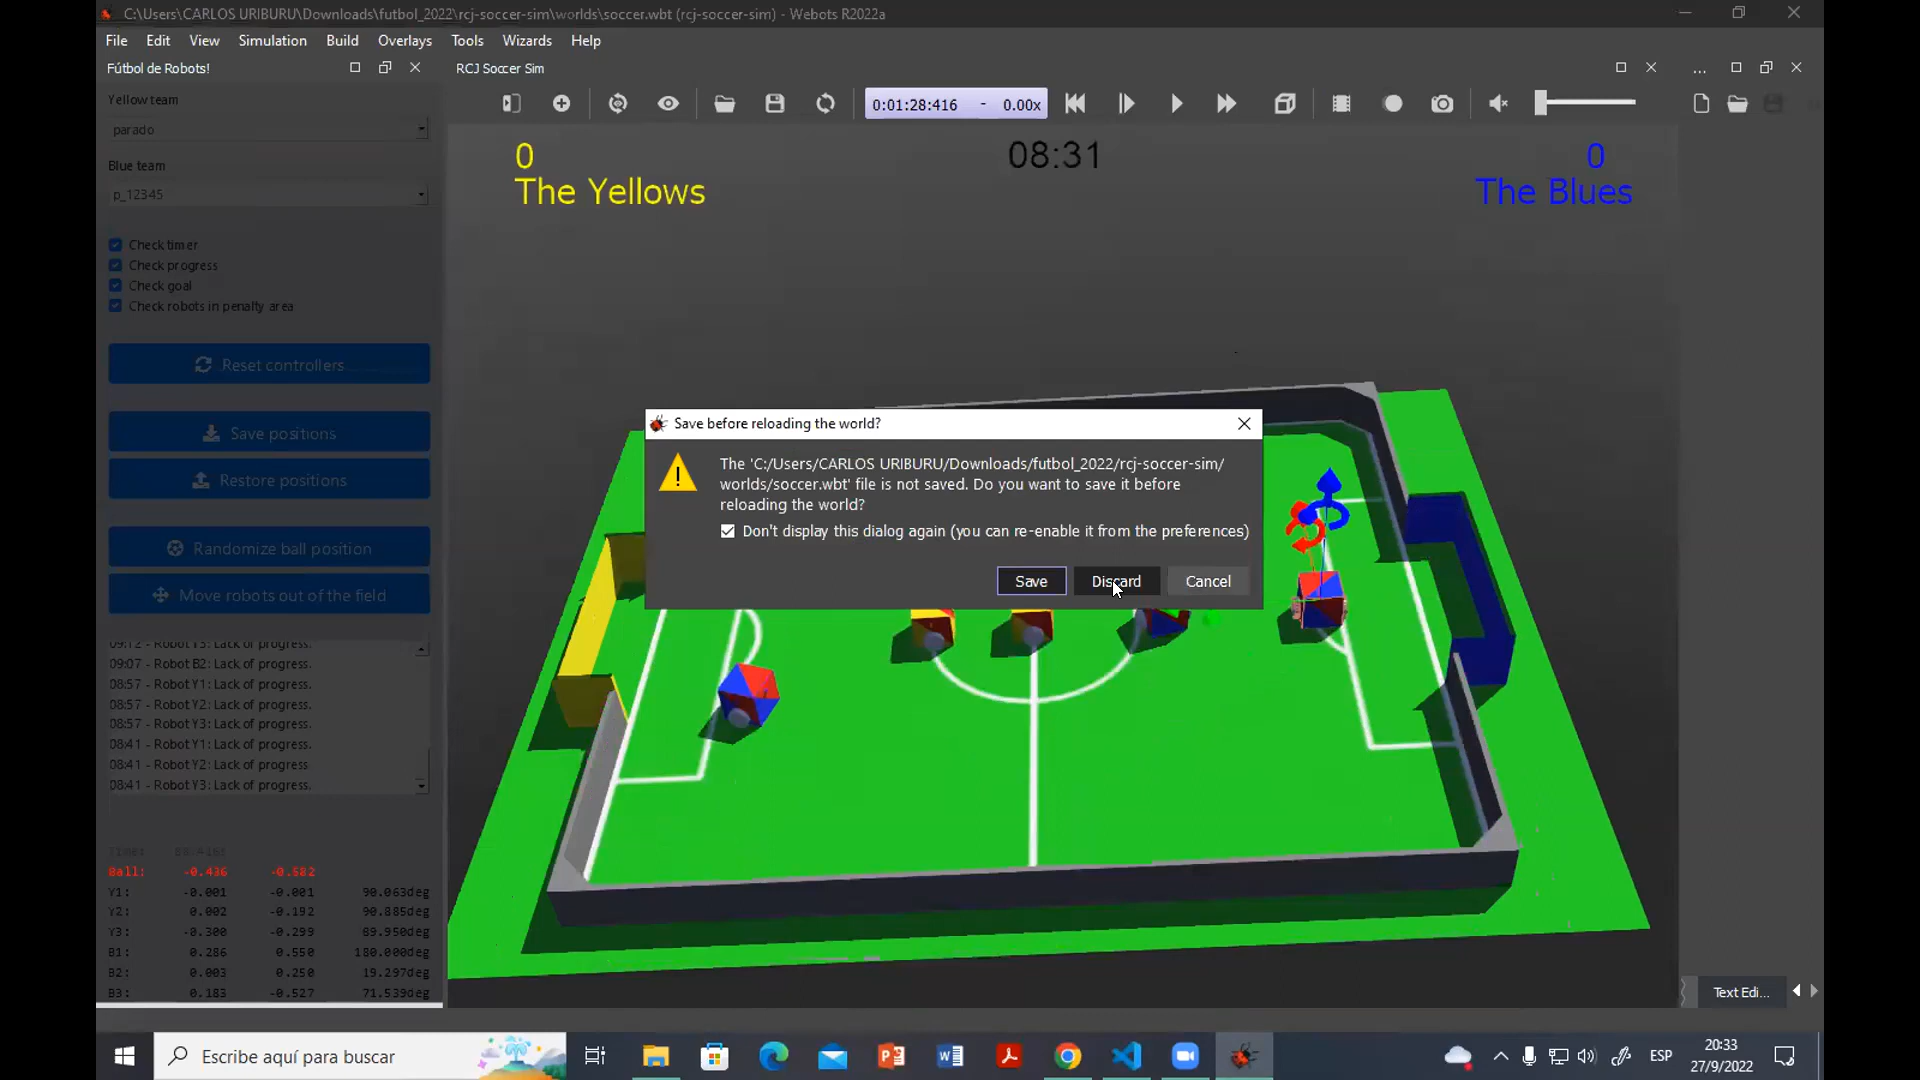 C:\Users\CARLOS URIBURU\Downloads\futbol_2022\rcj-soccer-sim\worlds\soccer.wbt (rcj-soccer-sim) - Webots R2022a
File Edit View Simulation Build Overlays Tools Wizards Help
Fútbol de Robots!
RCJ Soccer Sim
...
Yellow team
parado
Blue team
p_12345
Check timer
Check progress
Check goal
Check robots in penalty area
Reset controllers
Save positions
Restore positions
Randomize ball position
Move robots out of the field
09:12 - Robot Y3: Lack of progress.
09:07 - Robot B2: Lack of progress.
08:57 - Robot Y1: Lack of progress.
08:57 - Robot Y2: Lack of progress.
08:57 - Robot Y3: Lack of progress.
08:41 - Robot Y1: Lack of progress.
08:41 - Robot Y2: Lack of progress.
08:41 - Robot Y3: Lack of progress.
Time: 88.416s
Ball: -0.436 -0.582
Y1: -0.001 -0.001 90.063deg
Y2: 0.002 -0.192 90.885deg
Y3: -0.300 -0.299 89.950deg
B1: 0.286 0.550 180.000deg
B2: 0.003 0.250 19.297deg
B3: 0.183 -0.527 71.539deg
0:01:28:416 - 0.00x
0
The Yellows
08:31
0
The Blues
Save before reloading the world?
The 'C:/Users/CARLOS URIBURU/Downloads/futbol_2022/rcj-soccer-sim/
worlds/soccer.wbt' file is not saved. Do you want to save it before
reloading the world?
Don't display this dialog again (you can re-enable it from the preferences)
Save Discard Cancel
Text Edi...
Escribe aquí para buscar
ESP
20:33
27/9/2022